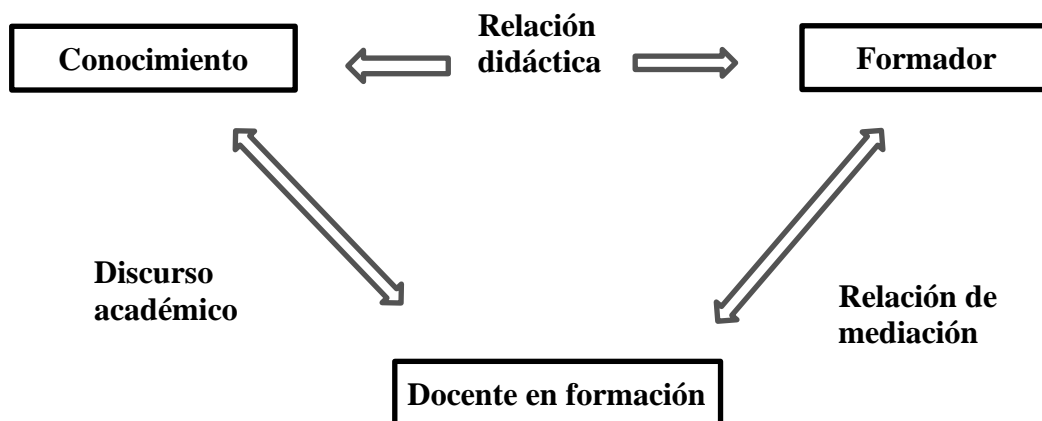 Conocimiento
Relación
didáctica
Formador
Discurso
académico
Relación de
mediación
Docente en formación